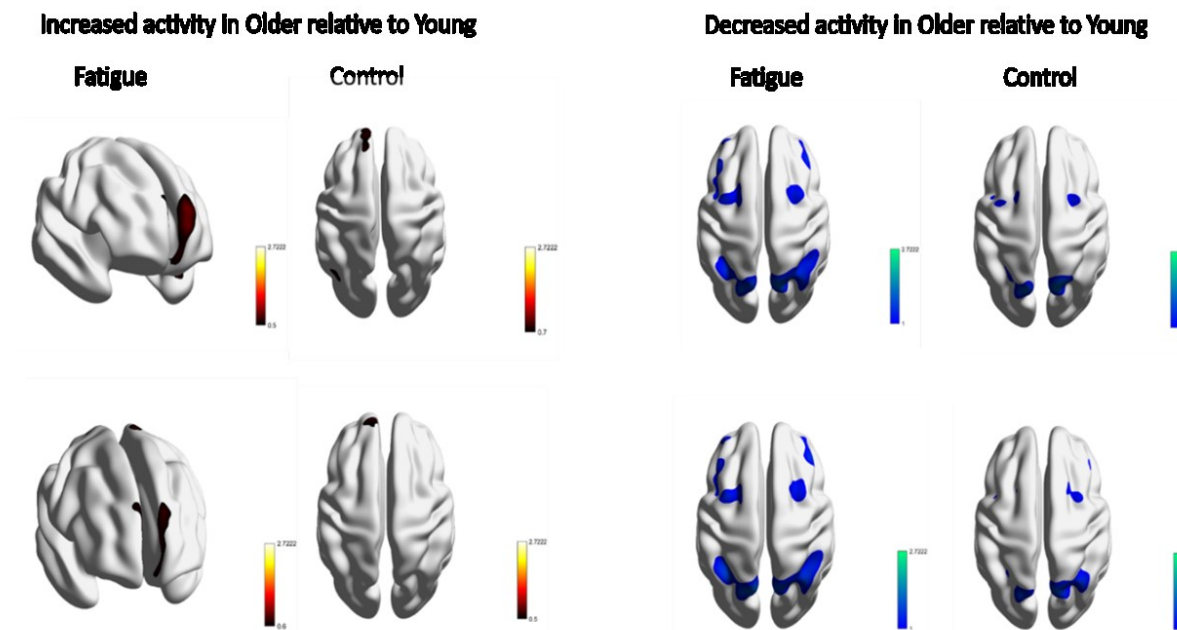 Increased activity in Older relative to Young
Decreased activity in Older relative to Young
Fatigue
Control
Fatigue
Control
2.7222
0.5
2.7222
0.7
2.7222
1
2.7222
0.6
2.7222
0.5
2.7222